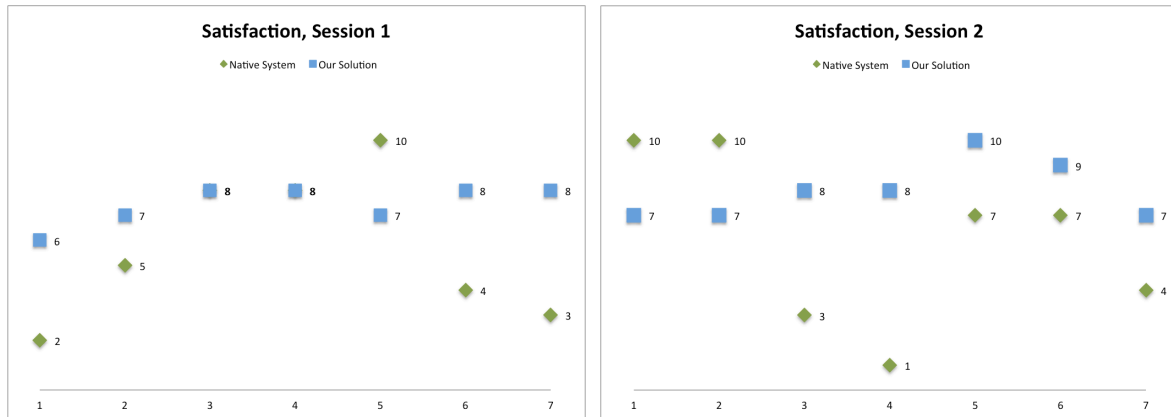 Satisfaction, Session 1
Native System Our Solution
10
8 8 8 8
7 7
6
5
4
3
2
1 2 3 4 5 6 7
Satisfaction, Session 2
Native System Our Solution
10 10 10
9
8 8
7 7 7 7 7
4
3
1
1 2 3 4 5 6 7